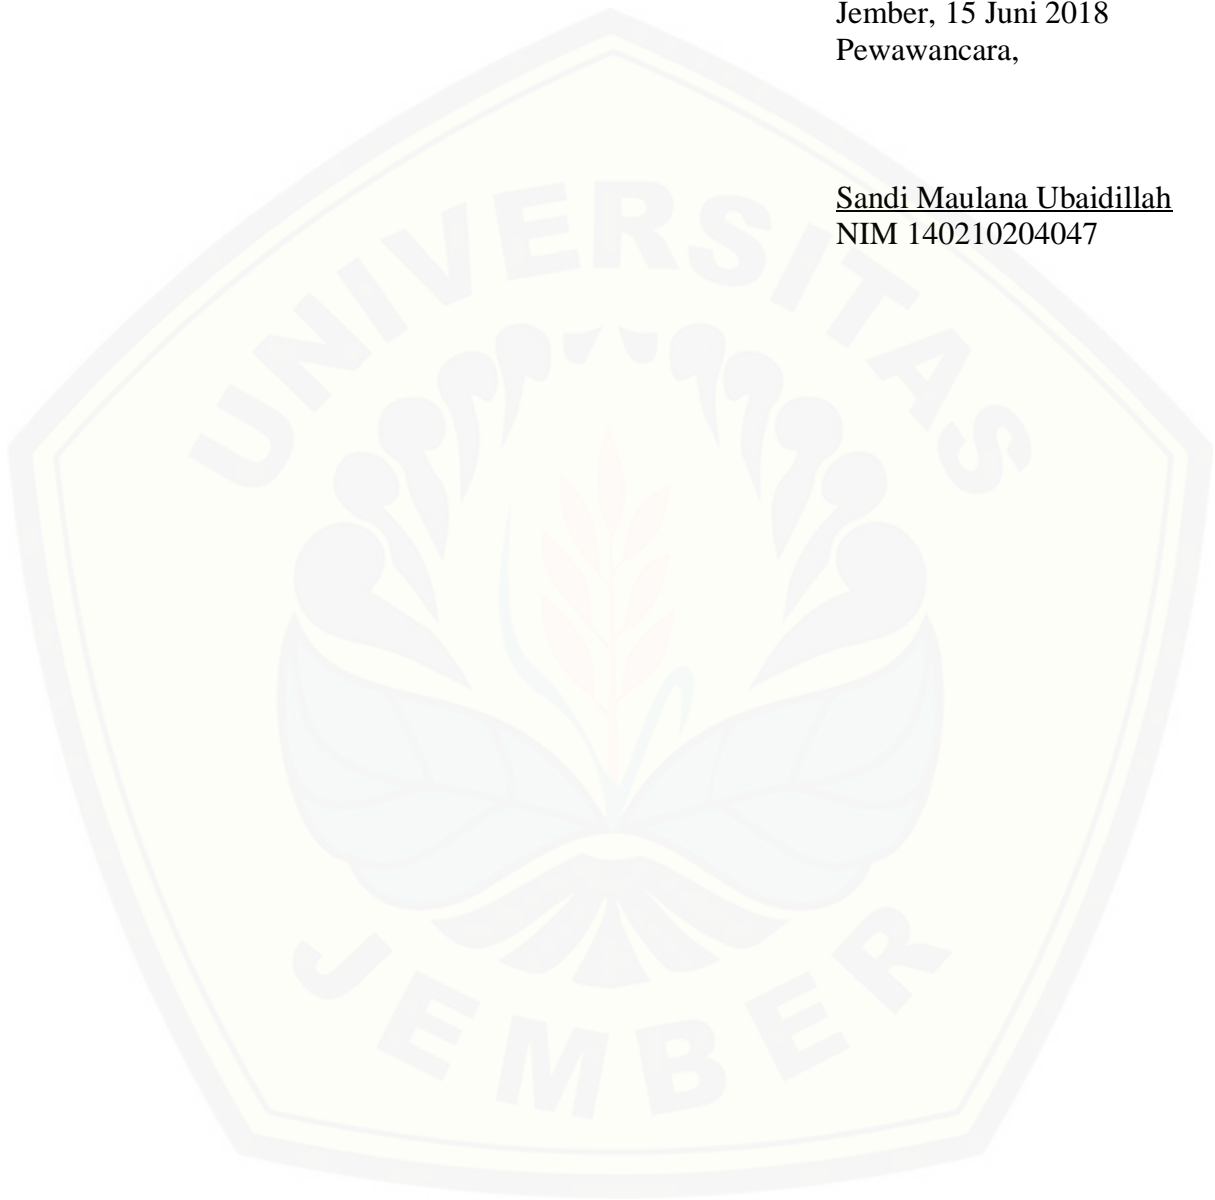 Jember, 15 Juni 2018
Pewawancara,
Sandi Maulana Ubaidillah
NIM 140210204047
UNIVERSITAS
JEMBER